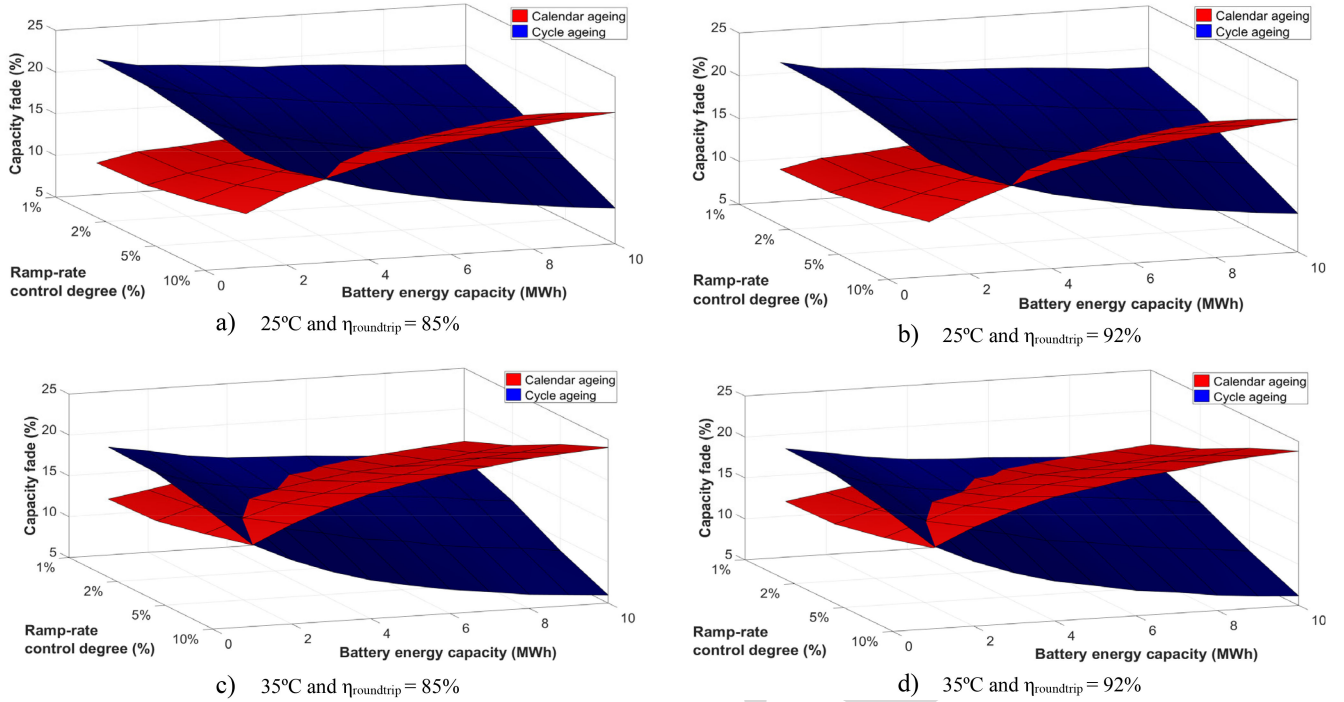 Calendar ageing
Cycle ageing
Capacity fade (%)
25
20
15
10
5
1%
2%
5%
10%
0
2
4
6
8
10
Ramp-rate
control degree (%)
Battery energy capacity (MWh)
a) 25ºC and ηroundtrip = 85%
Calendar ageing
Cycle ageing
Capacity fade (%)
25
20
15
10
5
1%
2%
5%
10%
0
2
4
6
8
10
Ramp-rate
control degree (%)
Battery energy capacity (MWh)
b) 25ºC and ηroundtrip = 92%
Calendar ageing
Cycle ageing
Capacity fade (%)
25
20
15
10
5
1%
2%
5%
10%
0
2
4
6
8
10
Ramp-rate
control degree (%)
Battery energy capacity (MWh)
c) 35ºC and ηroundtrip = 85%
Calendar ageing
Cycle ageing
Capacity fade (%)
25
20
15
10
5
1%
2%
5%
10%
0
2
4
6
8
10
Ramp-rate
control degree (%)
Battery energy capacity (MWh)
d) 35ºC and ηroundtrip = 92%